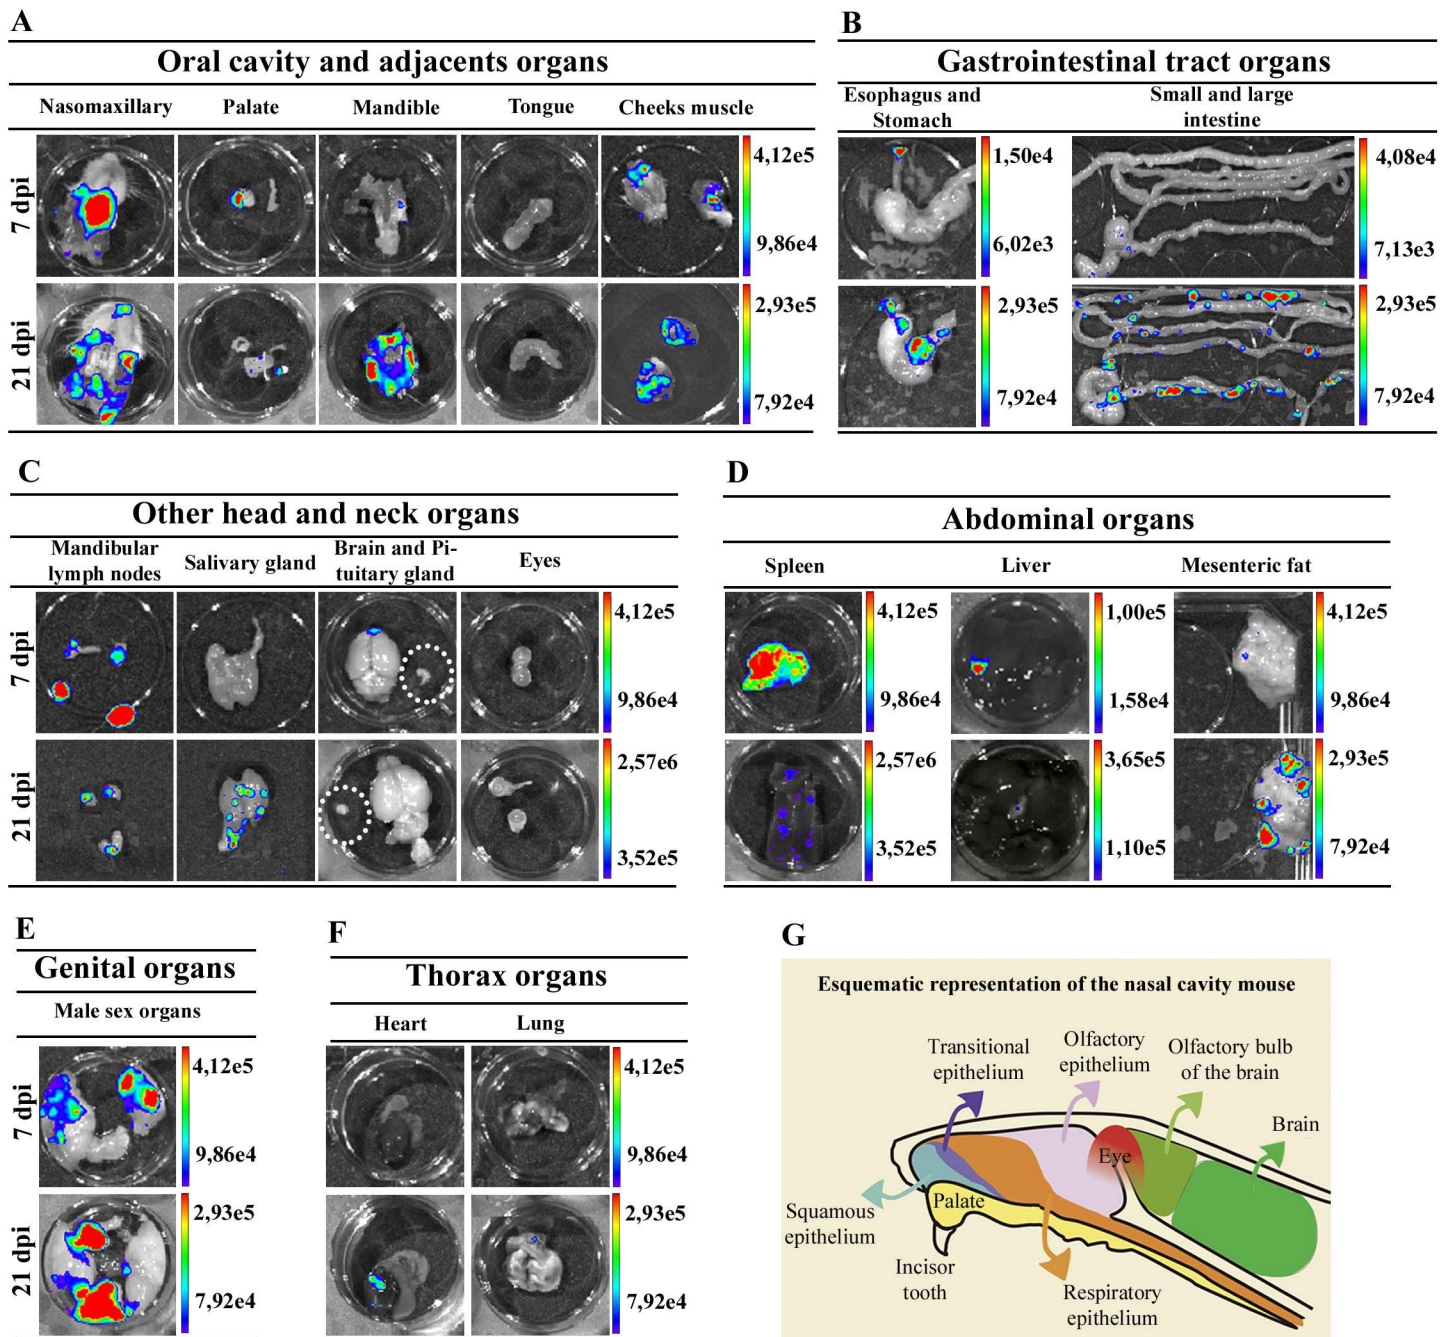 A
Oral cavity and adjacents organs
Nasomaxillary Palate Mandible Tongue Cheeks muscle
7 dpi
4,12e5
9,86e4
21 dpi
2,93e5
7,92e4
B
Gastrointestinal tract organs
Esophagus and
Stomach
Small and large
intestine
1,50e4
6,02e3
4,08e4
7,13e3
2,93e5
7,92e4
2,93e5
7,92e4
C
Other head and neck organs
Mandibular
lymph nodes
Salivary gland
Brain and Pi-
tuitary gland
Eyes
7 dpi
4,12e5
9,86e4
21 dpi
2,57e6
3,52e5
D
Abdominal organs
Spleen Liver Mesenteric fat
4,12e5
9,86e4
1,00e5
1,58e4
4,12e5
9,86e4
2,57e6
3,52e5
3,65e5
1,10e5
2,93e5
7,92e4
E
Genital organs
Male sex organs
7 dpi
4,12e5
9,86e4
21 dpi
2,93e5
7,92e4
F
Thorax organs
Heart Lung
4,12e5
9,86e4
2,93e5
7,92e4
G
Esquematic representation of the nasal cavity mouse
Transitional
epithelium
Olfactory
epithelium
Olfactory bulb
of the brain
Brain
Eye
Palate
Squamous
epithelium
Incisor
tooth
Respiratory
epithelium